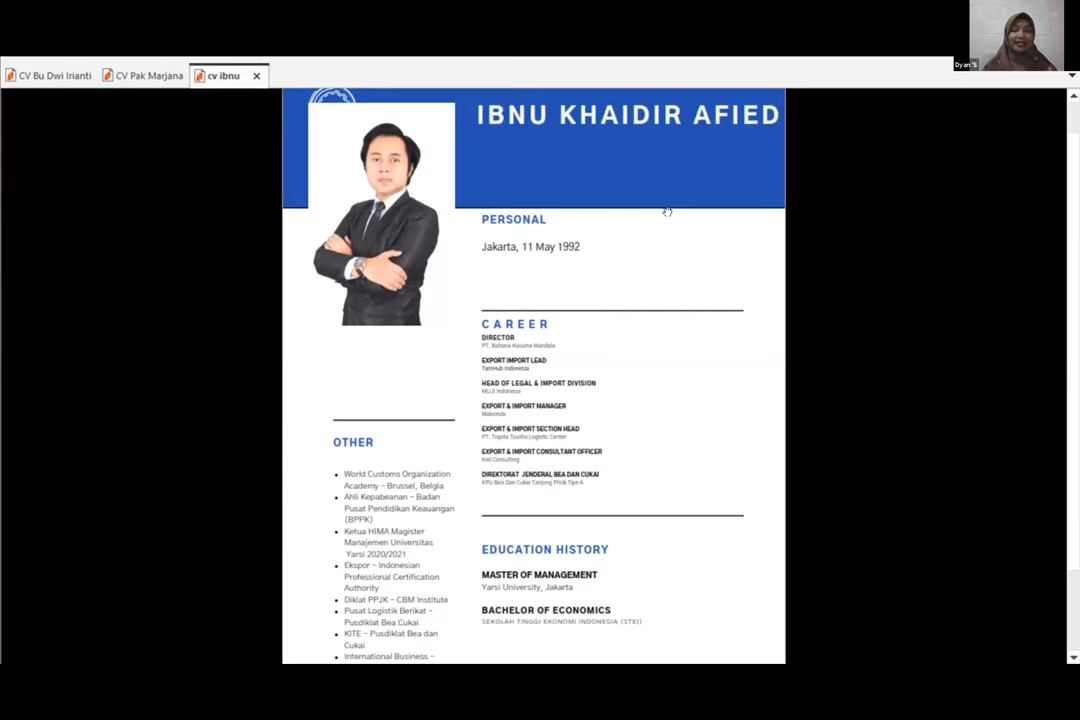 Dyan 'S
CV Bu Dwi Irianti
CV Pak Marjana
cv ibnu
IBNU KHAIDIR AFIED
PERSONAL
Jakarta, 11 May 1992
CAREER
DIRECTOR
PT. Bahana Kusuma Mandala
EXPORT IMPORT LEAD
TaniHub Indonesia
HEAD OF LEGAL & IMPORT DIVISION
MUJI Indonesia
EXPORT & IMPORT MANAGER
Maksindo
EXPORT & IMPORT SECTION HEAD
PT. Toyota Tsusho Logistic Center
EXPORT & IMPORT CONSULTANT OFFICER
Consulting
DIREKTORAT JENDERAL BEA DAN CUKAI
KPU Bea Dan Cukai Tanjung Priok Tipe A
EDUCATION HISTORY
MASTER OF MANAGEMENT
Yarsi University, Jakarta
BACHELOR OF ECONOMICS
SEKOLAH TINGGI EKONOMI INDONESIA (STEI)
OTHER
World Customs Organization
Academy – Brussel, Belgia
Ahli Kepabeanan – Badan
Pusat Pendidikan Keauangan
(BPPK)
Ketua HIMA Magister
Manajemen Universitas
Yarsi 2020/2021
Ekspor – Indonesian
Professional Certification
Authority
Diklat PPJK – CBM Institute
Pusat Logistik Berikat –
Pusdiklat Bea Cukai
KITE – Pusdiklat Bea dan
Cukai
International Business –